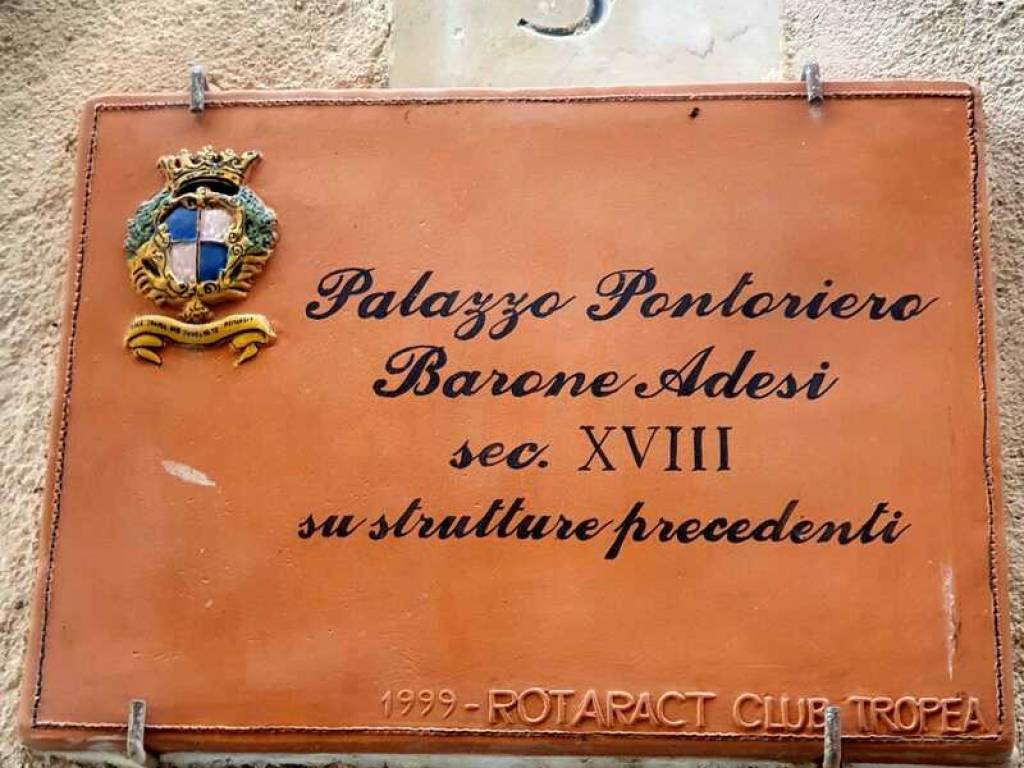 Palazzo Pontoriero
Barone Adesi
sec. XVIII
su strutture precedenti
1999 - ROTARACT CLUB TROPEA